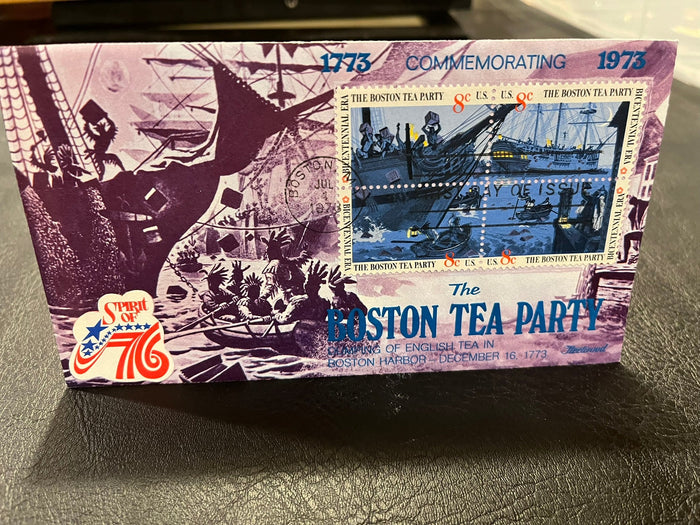 1773 COMMEMORATING 1973
THE BOSTON TEA PARTY 8c U.S.
U.S. 8c THE BOSTON TEA PARTY
BICENTENNIAL ERA
BICENTENNIAL ERA
BOSTON
JUL
DAY OF ISSUE
BICENTENNIAL ERA
BICENTENNIAL ERA
THE BOSTON TEA PARTY 8c U.S.
U.S. 8c THE BOSTON TEA PARTY
SPIRIT OF '76
The
BOSTON TEA PARTY
DUMPING OF ENGLISH TEA IN
BOSTON HARBOR - DECEMBER 16, 1773
Fleetwood